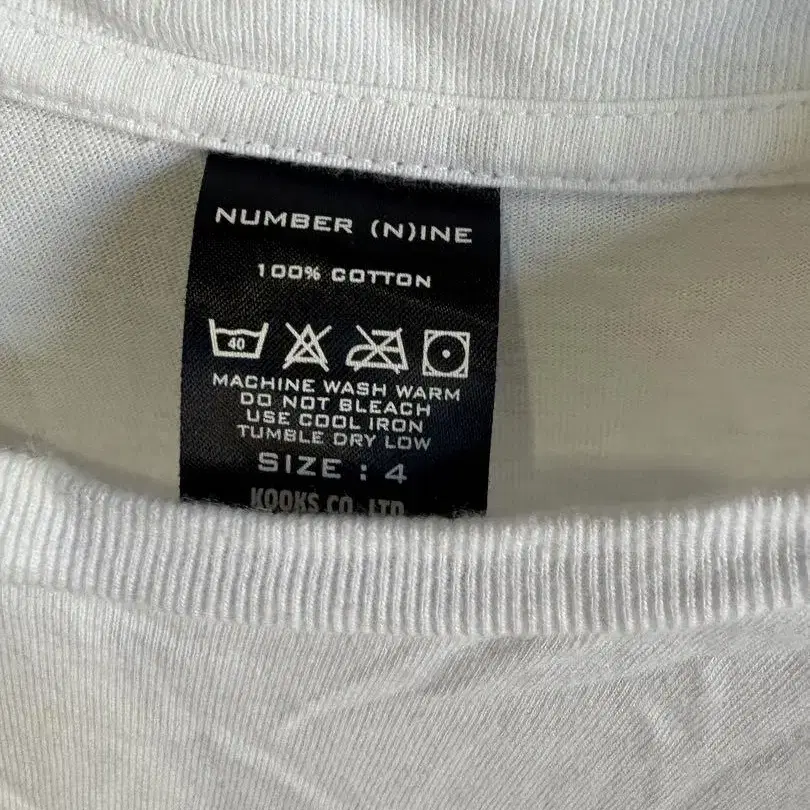 NUMBER (N)INE
100% COTTON
40
MACHINE WASH WARM
DO NOT BLEACH
USE COOL IRON
TUMBLE DRY LOW
SIZE : 4
KOOKS CO. LTD